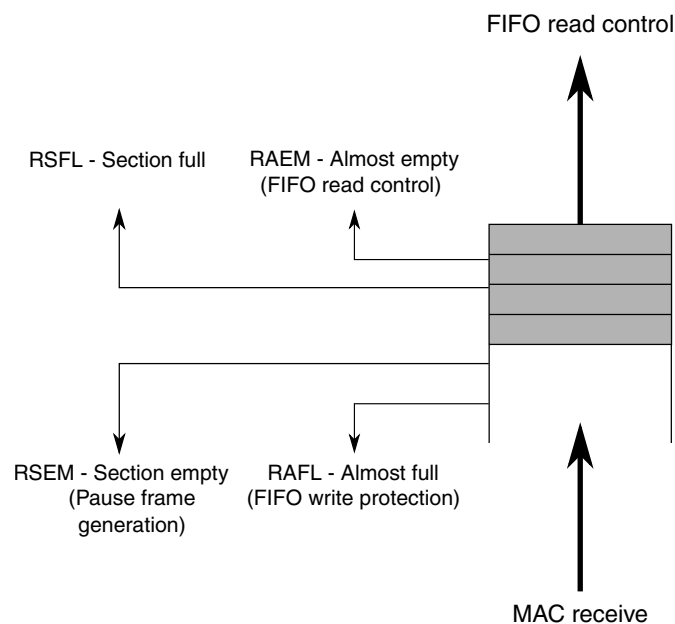 FIFO read control
RSFL - Section full
RAEM - Almost empty
(FIFO read control)
RSEM - Section empty
(Pause frame
generation)
RAFL - Almost full
(FIFO write protection)
MAC receive